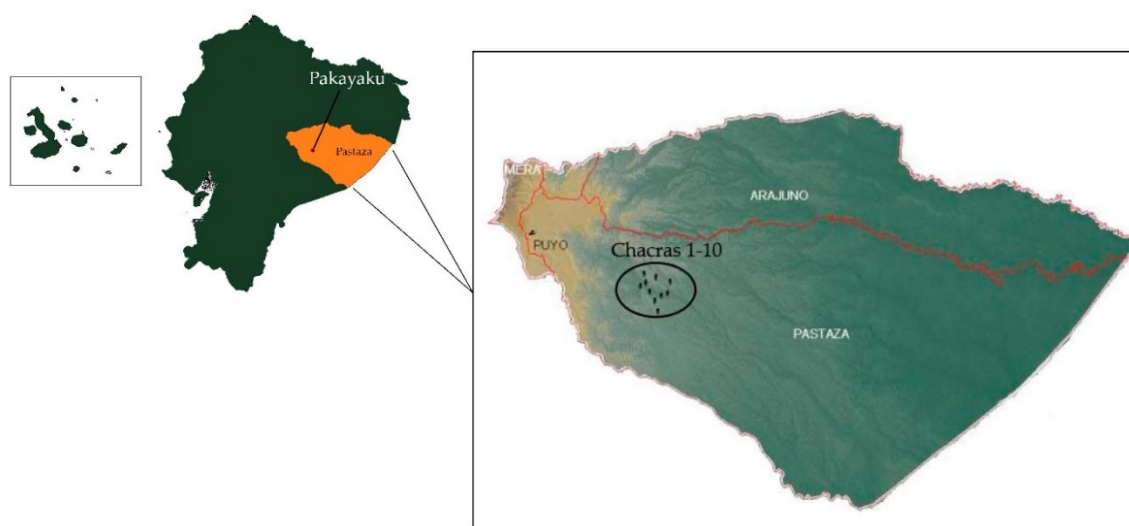 Pakayaku
Pastaza
MERA
ARAJUNO
PUYO
Chacras 1-10
PASTAZA